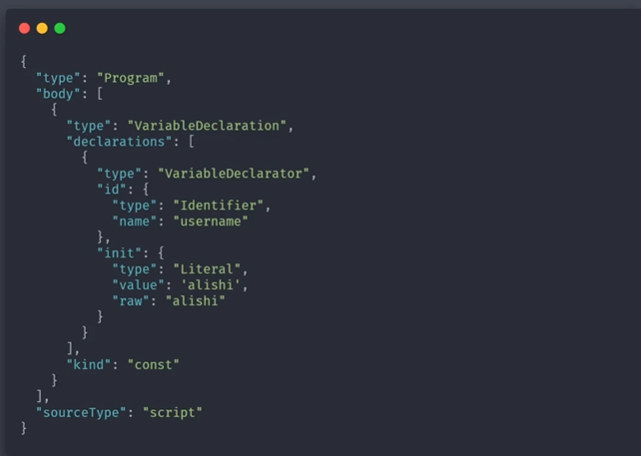 {
  "type": "Program",
  "body": [
    {
      "type": "VariableDeclaration",
      "declarations": [
        {
          "type": "VariableDeclarator",
          "id": {
            "type": "Identifier",
            "name": "username"
          },
          "init": {
            "type": "Literal",
            "value": 'alishi',
            "raw": "alishi"
          }
        }
      ],
      "kind": "const"
    }
  ],
  "sourceType": "script"
}